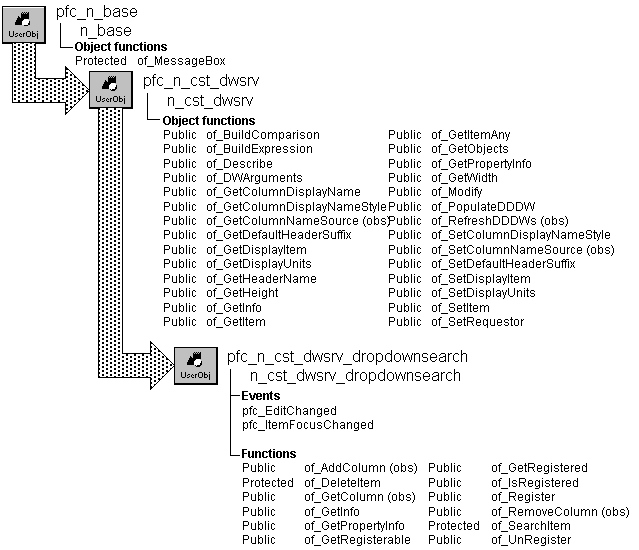 pfc_n_base
n_base
UserObj
Object functions
Protected of_MessageBox
pfc_n_cst_dwsrv
n_cst_dwsrv
UserObj
Object functions
Public of_BuildComparison Public of_GetItemAny
Public of_BuildExpression Public of_GetObjects
Public of_Describe Public of_GetPropertyInfo
Public of_DWArguments Public of_GetWidth
Public of_GetColumnDisplayName Public of_Modify
Public of_GetColumnDisplayNameStyle Public of_PopulateDDDW
Public of_GetColumnNameSource (obs) Public of_RefreshDDDWs (obs)
Public of_GetDefaultHeaderSuffix Public of_SetColumnDisplayNameStyle
Public of_GetDisplayItem Public of_SetColumnNameSource (obs)
Public of_GetDisplayUnits Public of_SetDefaultHeaderSuffix
Public of_GetHeaderName Public of_SetDisplayItem
Public of_GetHeight Public of_SetDisplayUnits
Public of_GetInfo Public of_SetItem
Public of_GetItem Public of_SetRequestor
pfc_n_cst_dwsrv_dropdownsearch
n_cst_dwsrv_dropdownsearch
UserObj
Events
pfc_EditChanged
pfc_ItemFocusChanged
Functions
Public of_AddColumn (obs) Public of_GetRegistered
Protected of_DeleteItem Public of_IsRegistered
Public of_GetColumn (obs) Public of_Register
Public of_GetInfo Public of_RemoveColumn (obs)
Public of_GetPropertyInfo Protected of_SearchItem
Public of_GetRegisterable Public of_UnRegister